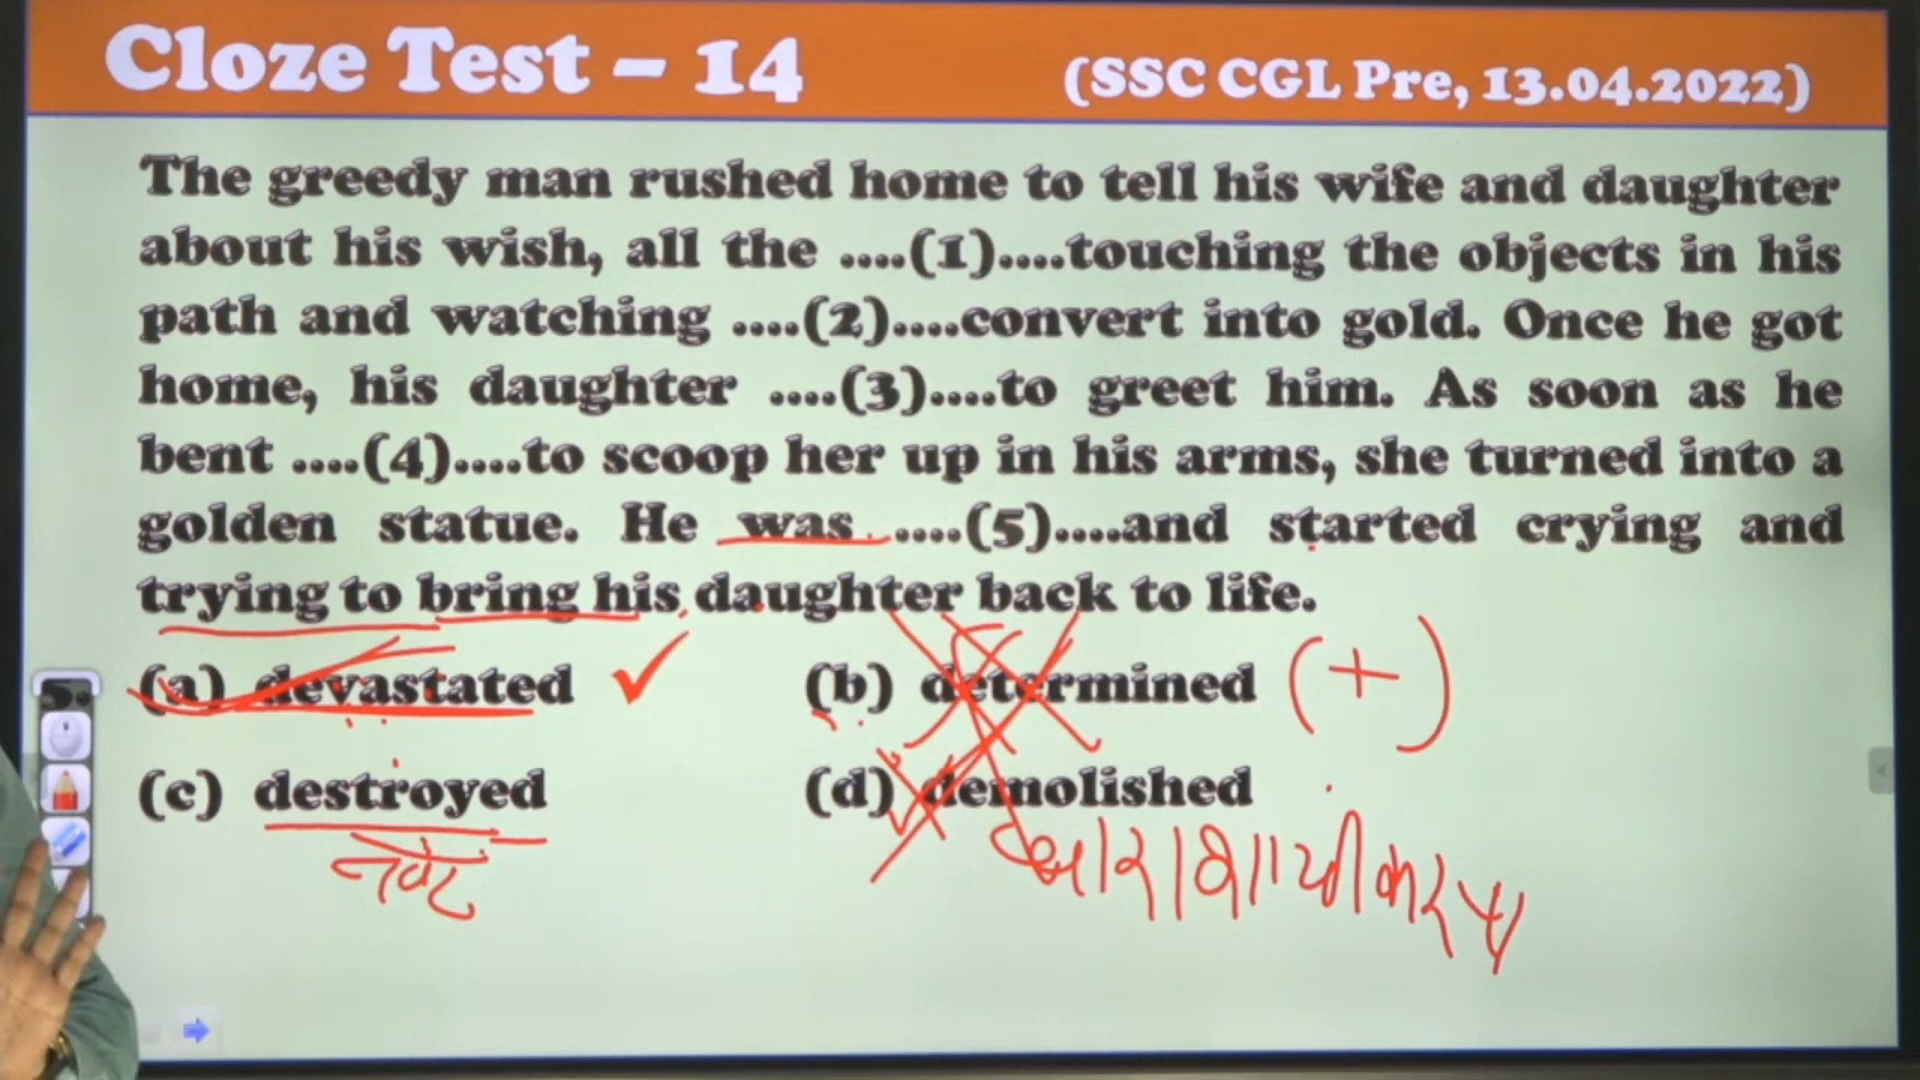 Cloze Test – 14
(SSC CGL Pre, 13.04.2022)
The greedy man rushed home to tell his wife and daughter
about his wish, all the ....(1)....touching the objects in his
path and watching ....(2)....convert into gold. Once he got
home, his daughter ....(3)....to greet him. As soon as he
bent ....(4)....to scoop her up in his arms, she turned into a
golden statue. He was ....(5)....and started crying and
trying to bring his daughter back to life.
(a) devastated
(b) determined (+)
(c) destroyed
(d) demolished